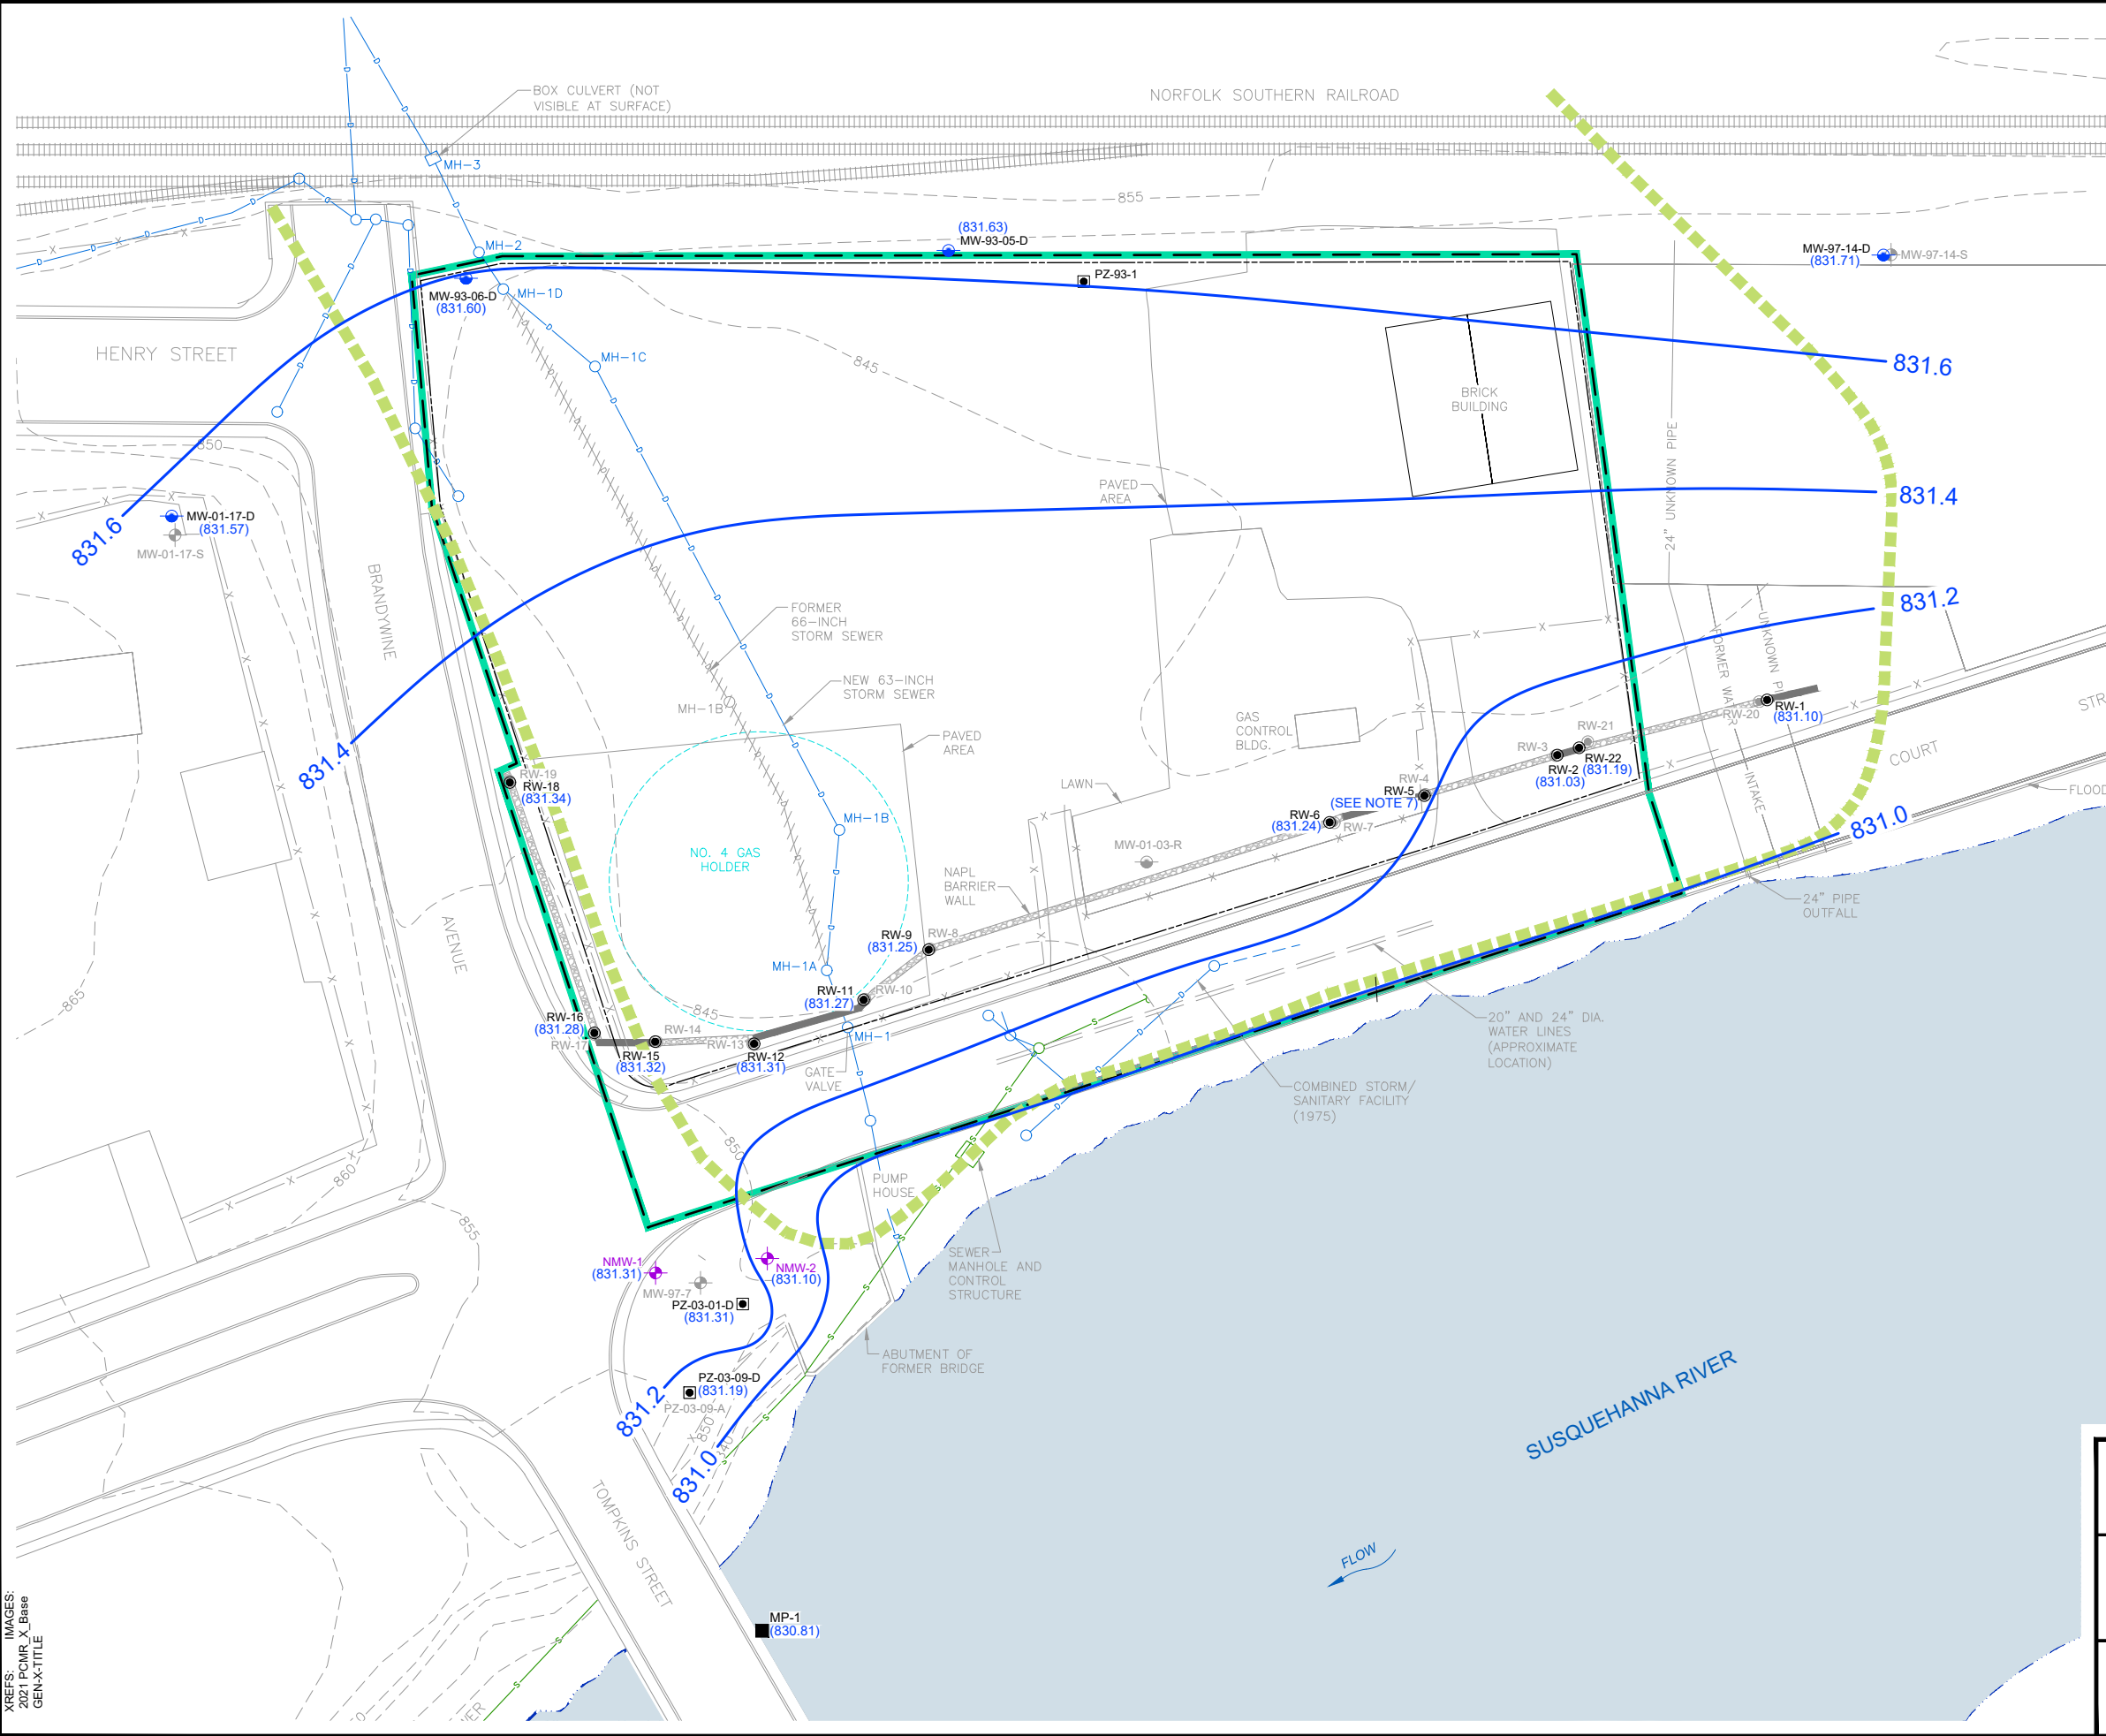 BOX CULVERT (NOT
VISIBLE AT SURFACE)
NORFOLK SOUTHERN RAILROAD
MH-3
855
(831.63)
MW-93-05-D
MH-2
MW-97-14-D
(831.71)
MW-97-14-S
PZ-93-1
MW-93-06-D
(831.60)
MH-1D
HENRY STREET
MH-1C
845
831.6
BRICK
BUILDING
850
24" UNKNOWN PIPE
PAVED
AREA
831.4
831.6
MW-01-17-D
(831.57)
MW-01-17-S
BRANDYWINE
831.2
FORMER
66-INCH
STORM SEWER
FORMER WATER
INTAKE
UNKNOWN
NEW 63-INCH
STORM SEWER
MH-1B
RW-20
RW-1
(831.10)
STR
GAS
CONTROL
BLDG.
PAVED
AREA
RW-21
RW-3
RW-22
(831.19)
RW-2
(831.03)
COURT
831.4
RW-19
RW-18
(831.34)
LAWN
RW-4
RW-5
(SEE NOTE 7)
FLOOD
RW-6
(831.24)
RW-7
MH-1B
831.0
MW-01-03-R
NO. 4 GAS
HOLDER
NAPL
BARRIER
WALL
24" PIPE
OUTFALL
AVENUE
RW-9
(831.25)
RW-8
MH-1A
865
RW-11
(831.27)
RW-10
845
RW-16
(831.28)
RW-17
RW-14
RW-15
(831.32)
RW-13
RW-12
(831.31)
MH-1
GATE
VALVE
20" AND 24" DIA.
WATER LINES
(APPROXIMATE
LOCATION)
COMBINED STORM/
SANITARY FACILITY
(1975)
850
860
PUMP
HOUSE
855
SEWER
MANHOLE AND
CONTROL
STRUCTURE
NMW-1
(831.31)
NMW-2
(831.10)
MW-97-7
PZ-03-01-D
(831.31)
ABUTMENT OF
FORMER BRIDGE
PZ-03-09-D
(831.19)
PZ-03-09-A
831.2
850
840
831.0
SUSQUEHANNA RIVER
TOMPKINS STREET
FLOW
MP-1
(830.81)
XREFS: IMAGES:
2021 PCMR_X_Base
GEN-X-TITLE